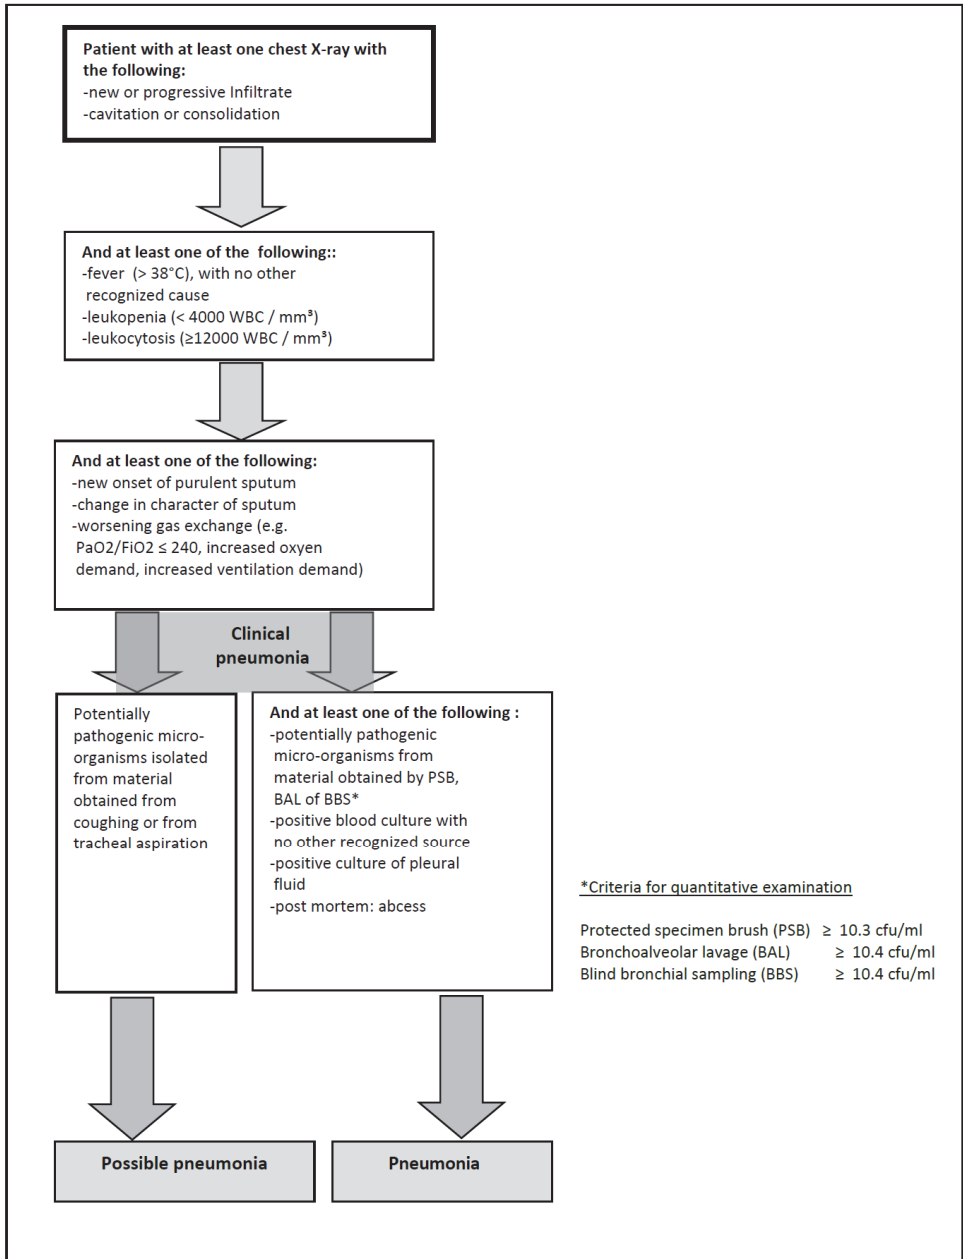 Patient with at least one chest X-ray with
the following:
-new or progressive Infiltrate
-cavitation or consolidation
And at least one of the following::
-fever (> 38°C), with no other
recognized cause
-leukopenia (< 4000 WBC / mm³)
-leukocytosis (≥12000 WBC / mm³)
And at least one of the following:
-new onset of purulent sputum
-change in character of sputum
-worsening gas exchange (e.g.
PaO2/FiO2 ≤ 240, increased oxyen
demand, increased ventilation demand)
Clinical
pneumonia
Potentially
pathogenic micro-
organisms isolated
from material
obtained from
coughing or from
tracheal aspiration
And at least one of the following :
-potentially pathogenic
micro-organisms from
material obtained by PSB,
BAL of BBS*
-positive blood culture with
no other recognized source
-positive culture of pleural
fluid
-post mortem: abcess
*Criteria for quantitative examination
Protected specimen brush (PSB) ≥ 10.3 cfu/ml
Bronchoalveolar lavage (BAL) ≥ 10.4 cfu/ml
Blind bronchial sampling (BBS) ≥ 10.4 cfu/ml
Possible pneumonia
Pneumonia